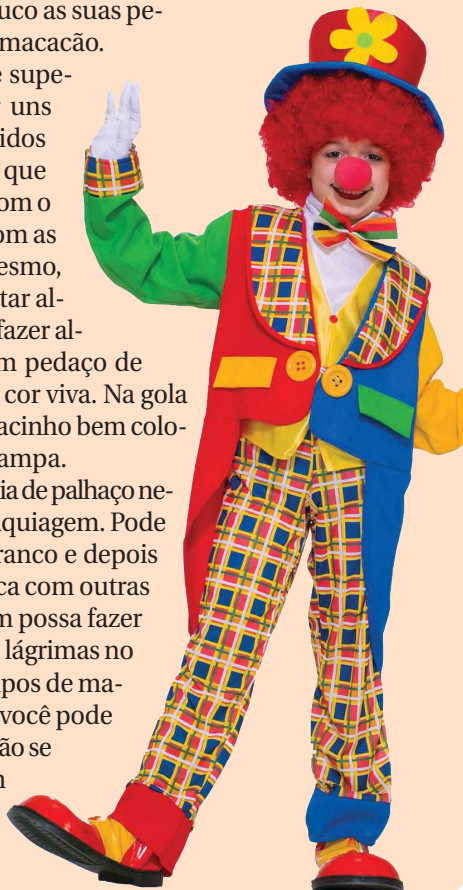 uco as suas pe-
macacão.
e supe-
r uns
idos
que
om o
om as
esmo,
tar al-
fazer al-
m pedaço de
cor viva. Na gola
acinho bem colo-
ampa.
ia de palhaço ne-
quiagem. Pode
ranco e depois
ca com outras
m possa fazer
lágrimas no
pos de ma-
você pode
ão se